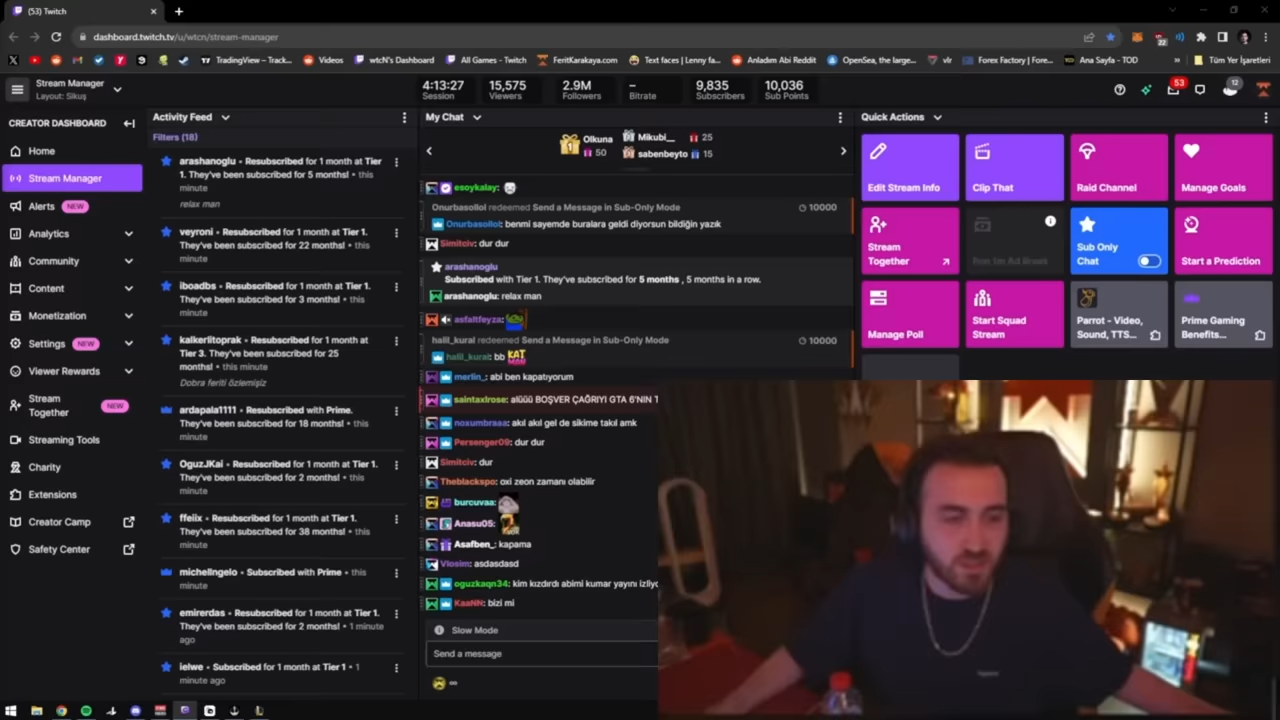 (53) Twitch
dashboard.twitch.tv/u/wtcn/stream-manager
22
TradingView – Track...
Videos
wtcN's Dashboard
All Games - Twitch
FeritKarakaya.com
Text faces | Lenny fa...
Anladım Abi Reddit
OpenSea, the large...
vlr
Forex Factory | Fore...
Ana Sayfa - TOD
Tüm Yer İşaretleri
Stream Manager
Layout: Sikuş
4:13:27
Session
15,575
Viewers
2.9M
Followers
–
Bitrate
9,835
Subscribers
10,036
Sub Points
53
12
CREATOR DASHBOARD
Home
Stream Manager
Alerts NEW
Analytics
Community
Content
Monetization
Settings NEW
Viewer Rewards
Stream
Together NEW
Streaming Tools
Charity
Extensions
Creator Camp
Safety Center
Activity Feed
Filters (18)
arashanoglu • Resubscribed for 1 month at Tier
1. They've been subscribed for 5 months! • this
minute
relax man
veyroni • Resubscribed for 1 month at Tier 1.
They've been subscribed for 22 months! • this
minute
iboadbs • Resubscribed for 1 month at Tier 1.
They've been subscribed for 3 months! • this
minute
kalkerlitoprak • Resubscribed for 1 month at
Tier 3. They've been subscribed for 25
months! • this minute
Dobra feriti özlemişiz
ardapala1111 • Resubscribed with Prime.
They've been subscribed for 18 months! • this
minute
OguzJKai • Resubscribed for 1 month at Tier 1.
They've been subscribed for 2 months! • this
minute
ffeiix • Resubscribed for 1 month at Tier 1.
They've been subscribed for 38 months! • this
minute
michellngelo • Subscribed with Prime • this
minute
emirerdas • Resubscribed for 1 month at Tier 1.
They've been subscribed for 2 months! • 1 minute
ago
ielwe • Subscribed for 1 month at Tier 1 • 1
minute ago
My Chat
1
Olkuna
50
Mikubi__ 25
sabenbeyto 15
esoykalay:
Onurbasollol redeemed Send a Message in Sub-Only Mode 10000
Onurbasollol: benmi sayemde buralara geldi diyorsun bildiğin yazık
Simitciv: dur dur
arashanoglu
Subscribed with Tier 1. They've subscribed for 5 months , 5 months in a row.
arashanoglu: relax man
asfaltfeyza:
halil_kural redeemed Send a Message in Sub-Only Mode 10000
halil_kural: bb KAT
merlin_: abi ben kapatıyorum
saintaxlrose: alüüü BOŞVER ÇAĞRIYI GTA 6'NIN T
noxumbraaa: akıl akıl gel de sikime takıl amk
Persenger09: dur dur
Simitciv: dur
Theblackspo: oxi zeon zamanı olabilir
burcuvaa:
Anasu05:
Asafben_: kapama
Vlosim: asdasdasd
oguzkaqn34: kim kızdırdı abimi kumar yayını izliyo
KaaNN: bizi mi
Slow Mode
Send a message
Quick Actions
Edit Stream Info
Clip That
Raid Channel
Manage Goals
Stream
Together
Run 1m Ad Break
Sub Only
Chat
Start a Prediction
Manage Poll
Start Squad
Stream
Parrot - Video,
Sound, TTS...
Prime Gaming
Benefits...